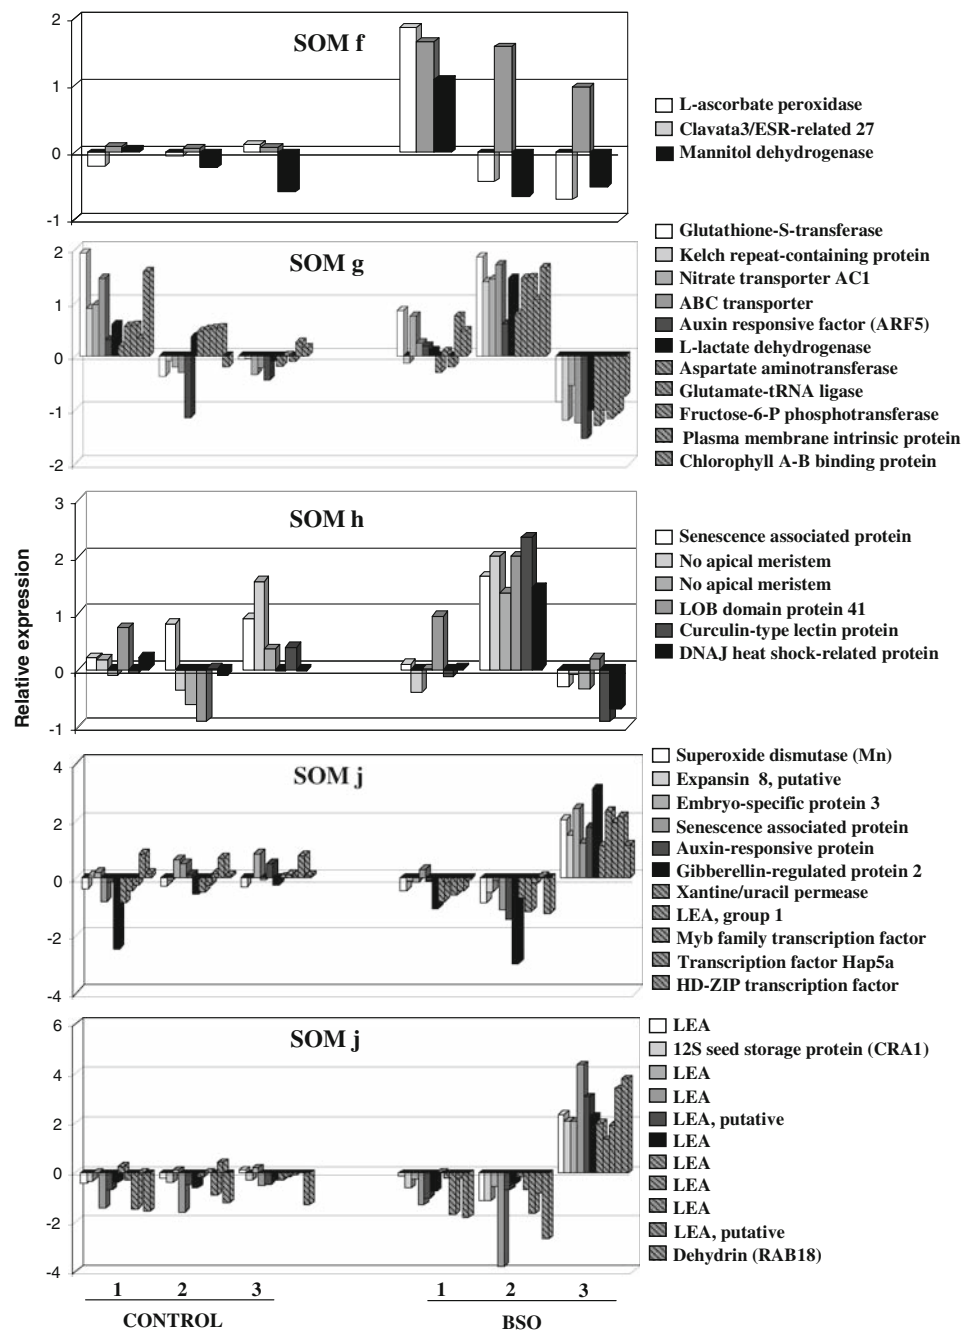 Relative expression
SOM f
2
1
0
-1
L-ascorbate peroxidase
Clavata3/ESR-related 27
Mannitol dehydrogenase
SOM g
2
1
0
-1
-2
Glutathione-S-transferase
Kelch repeat-containing protein
Nitrate transporter AC1
ABC transporter
Auxin responsive factor (ARF5)
L-lactate dehydrogenase
Aspartate aminotransferase
Glutamate-tRNA ligase
Fructose-6-P phosphotransferase
Plasma membrane intrinsic protein
Chlorophyll A-B binding protein
SOM h
3
2
1
0
-1
Senescence associated protein
No apical meristem
No apical meristem
LOB domain protein 41
Curculin-type lectin protein
DNAJ heat shock-related protein
SOM j
4
2
0
-2
-4
Superoxide dismutase (Mn)
Expansin 8, putative
Embryo-specific protein 3
Senescence associated protein
Auxin-responsive protein
Gibberellin-regulated protein 2
Xantine/uracil permease
LEA, group 1
Myb family transcription factor
Transcription factor Hap5a
HD-ZIP transcription factor
SOM j
6
4
2
0
-2
-4
LEA
12S seed storage protein (CRA1)
LEA
LEA
LEA, putative
LEA
LEA
LEA
LEA
LEA, putative
Dehydrin (RAB18)
1 2 3 1 2 3
CONTROL BSO